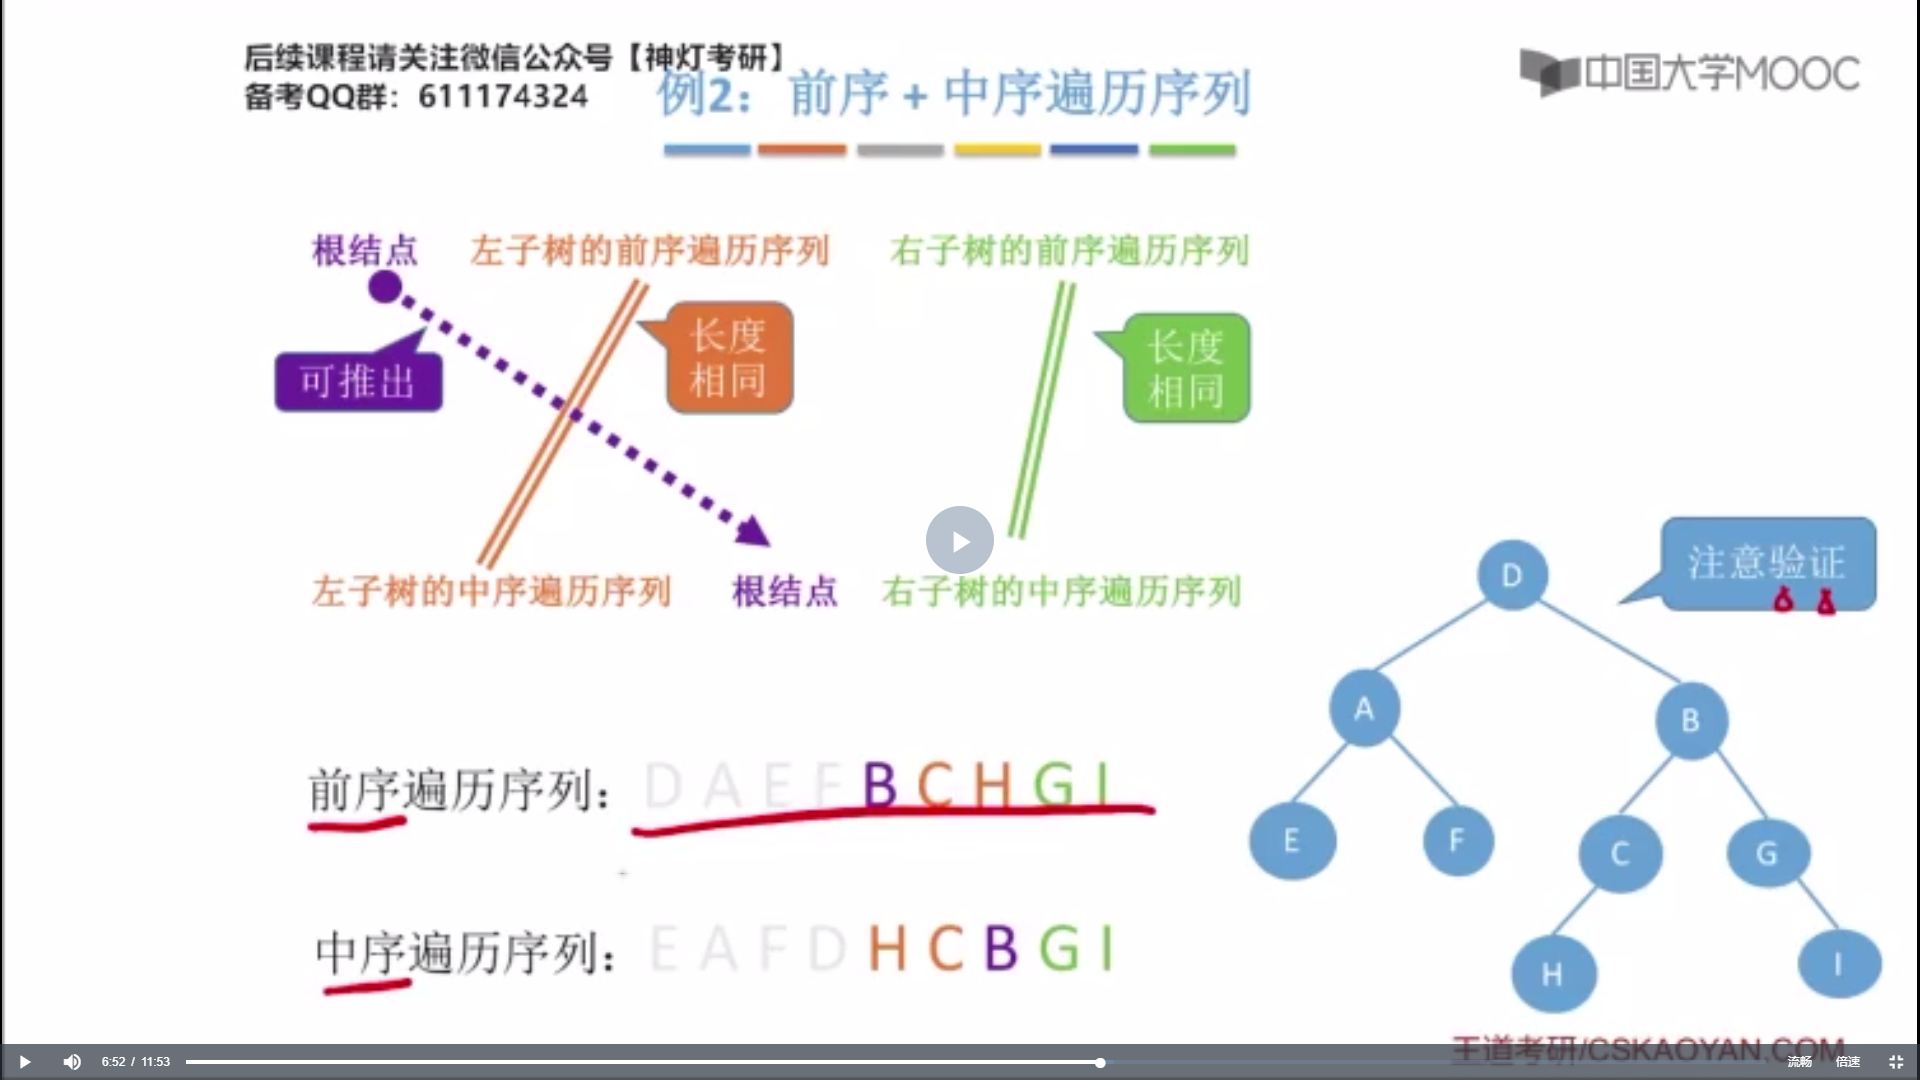 后续课程请关注微信公众号【神灯考研】
备考QQ群：611174324
例2：前序 + 中序遍历序列
中国大学MOOC
根结点 左子树的前序遍历序列 右子树的前序遍历序列
长度
相同
长度
相同
可推出
左子树的中序遍历序列 根结点 右子树的中序遍历序列
注意验证
D
A
B
E
F
C
G
H
I
前序遍历序列：D A E F B C H G I
中序遍历序列：E A F D H C B G I
王道考研/CSKAOYAN.COM
6:52 / 11:53
流畅 倍速